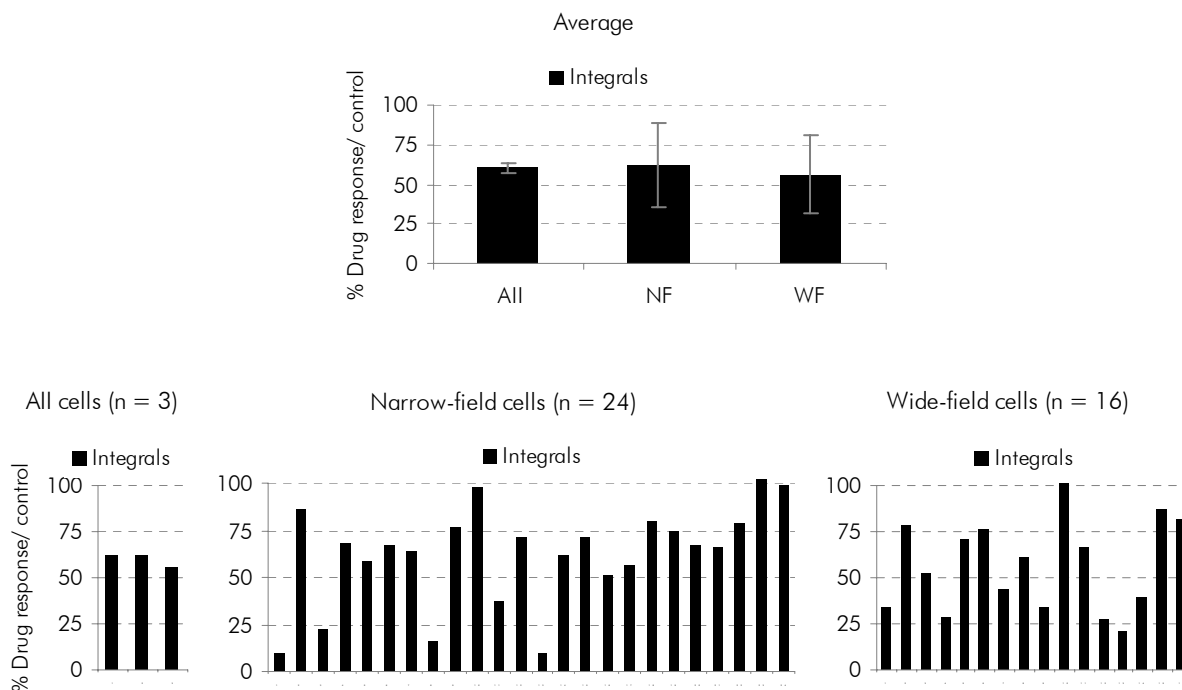 Average
Integrals
% Drug response/ control
100
75
50
25
0
All
NF
WF
All cells (n = 3)
Narrow-field cells (n = 24)
Wide-field cells (n = 16)
Integrals
% Drug response/ control
100
75
50
25
0
Integrals
100
75
50
25
0
Integrals
100
75
50
25
0